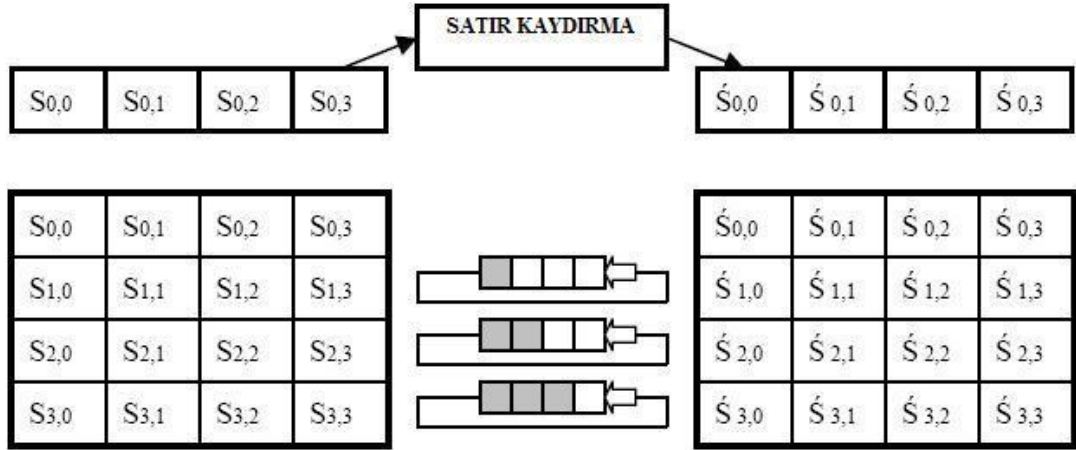 SATIR KAYDIRMA
S0,0 S0,1 S0,2 S0,3 Ś0,0 Ś 0,1 Ś 0,2 Ś 0,3
S0,0 S0,1 S0,2 S0,3 Ś0,0 Ś 0,1 Ś 0,2 Ś 0,3
S1,0 S1,1 S1,2 S1,3 Ś 1,0 Ś 1,1 Ś 1,2 Ś 1,3
S2,0 S2,1 S2,2 S2,3 Ś 2,0 Ś 2,1 Ś 2,2 Ś 2,3
S3,0 S3,1 S3,2 S3,3 Ś 3,0 Ś 3,1 Ś 3,2 Ś 3,3